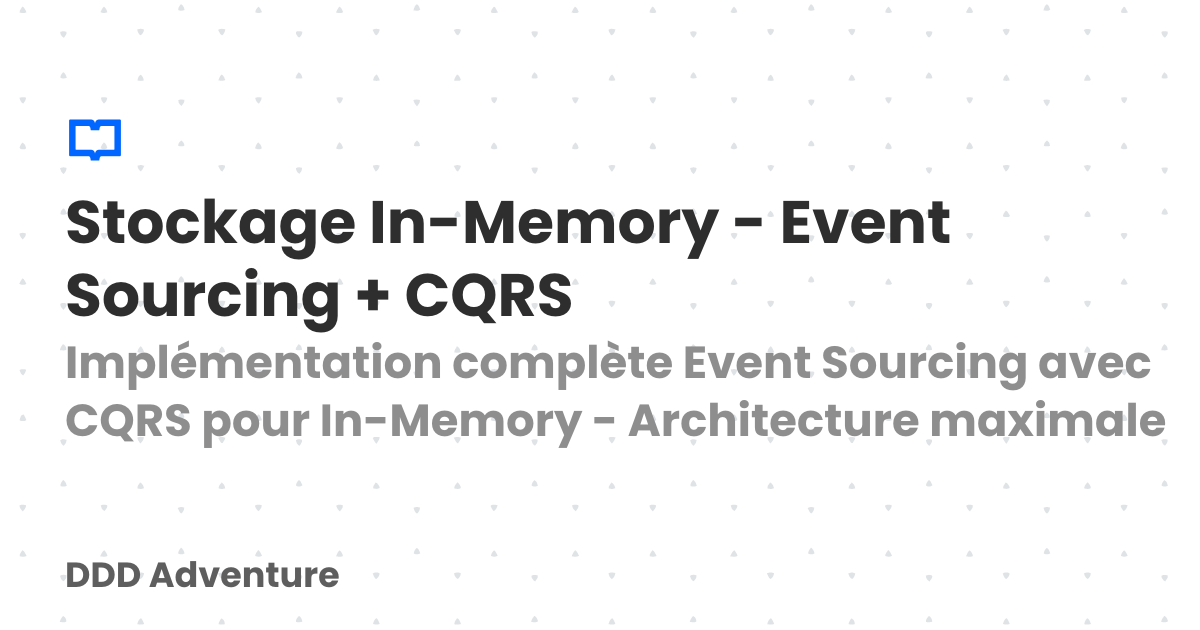 Stockage In-Memory - Event
Sourcing + CQRS
Implémentation complète Event Sourcing avec
CQRS pour In-Memory - Architecture maximale
DDD Adventure